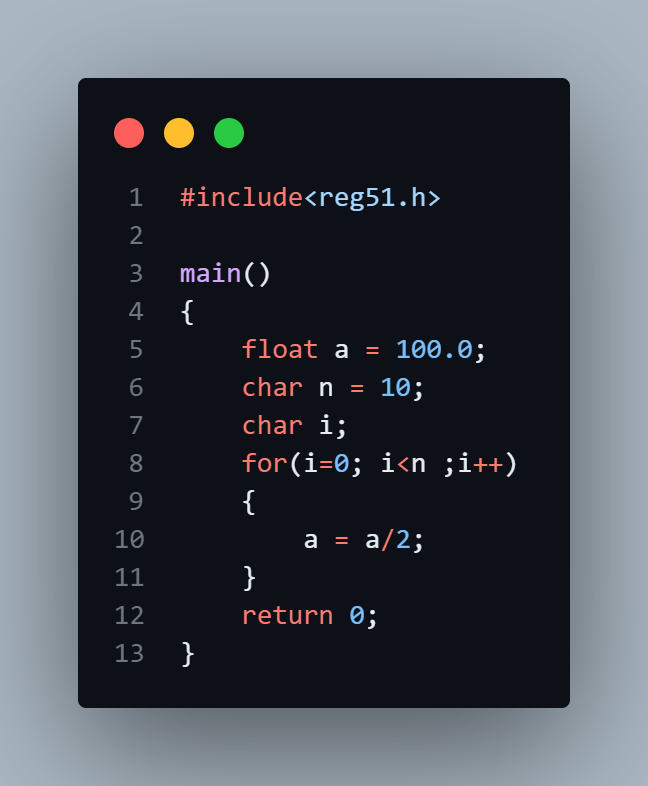 1 #include<reg51.h>
2
3 main()
4 {
5     float a = 100.0;
6     char n = 10;
7     char i;
8     for(i=0; i<n ;i++)
9     {
10         a = a/2;
11     }
12     return 0;
13 }